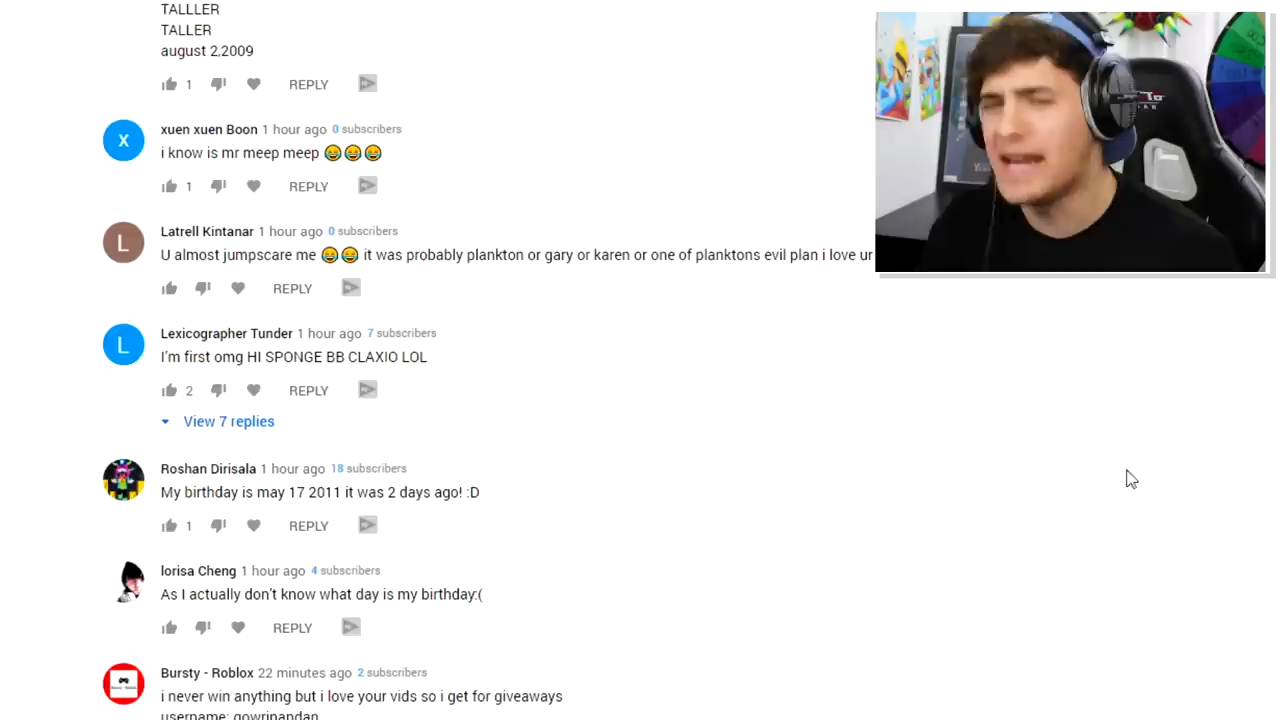 TALLLER
TALLER
august 2,2009
1 REPLY
X
xuen xuen Boon 1 hour ago 0 subscribers
i know is mr meep meep 😂😂😂
1 REPLY
L
Latrell Kintanar 1 hour ago 0 subscribers
U almost jumpscare me 😂😂 it was probably plankton or gary or karen or one of planktons evil plan i love ur
REPLY
L
Lexicographer Tunder 1 hour ago 7 subscribers
I'm first omg HI SPONGE BB CLAXIO LOL
2 REPLY
View 7 replies
Roshan Dirisala 1 hour ago 18 subscribers
My birthday is may 17 2011 it was 2 days ago! :D
1 REPLY
lorisa Cheng 1 hour ago 4 subscribers
As I actually don't know what day is my birthday:(
REPLY
Bursty - Roblox 22 minutes ago 2 subscribers
i never win anything but i love your vids so i get for giveaways
username: gowrinandan